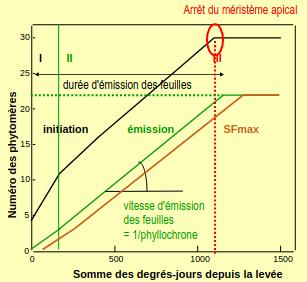 Arrêt du méristème apical
30
I
II
III
25
durée d'émission des feuilles
20
initiation
émission
SFmax
15
10
vitesse d'émission
des feuilles
= 1/phyllochrone
5
0
0
500
1000
1500
Numéro des phytomères
Somme des degrés-jours depuis la levée